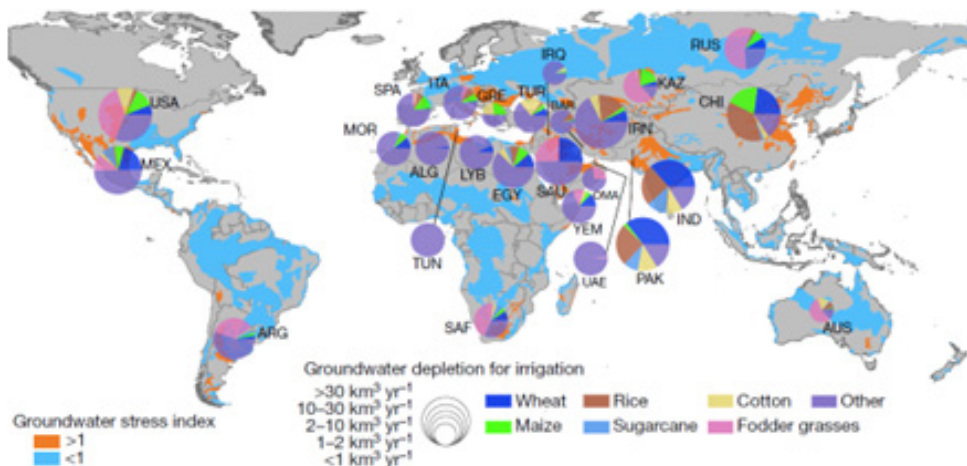 RUS
IRQ
ITA
KAZ
SPA
GRE
TUR
USA
CHI
IRN
MOR
MEX
ALG
LYB
EGY
SAU
OMA
IND
YEM
TUN
UAE
PAK
SAF
ARG
AUS
Groundwater depletion for irrigation
>30 km³ yr⁻¹
10–30 km³ yr⁻¹
2–10 km³ yr⁻¹
1–2 km³ yr⁻¹
<1 km³ yr⁻¹
Wheat Rice Cotton Other
Maize Sugarcane Fodder grasses
Groundwater stress index
>1
<1